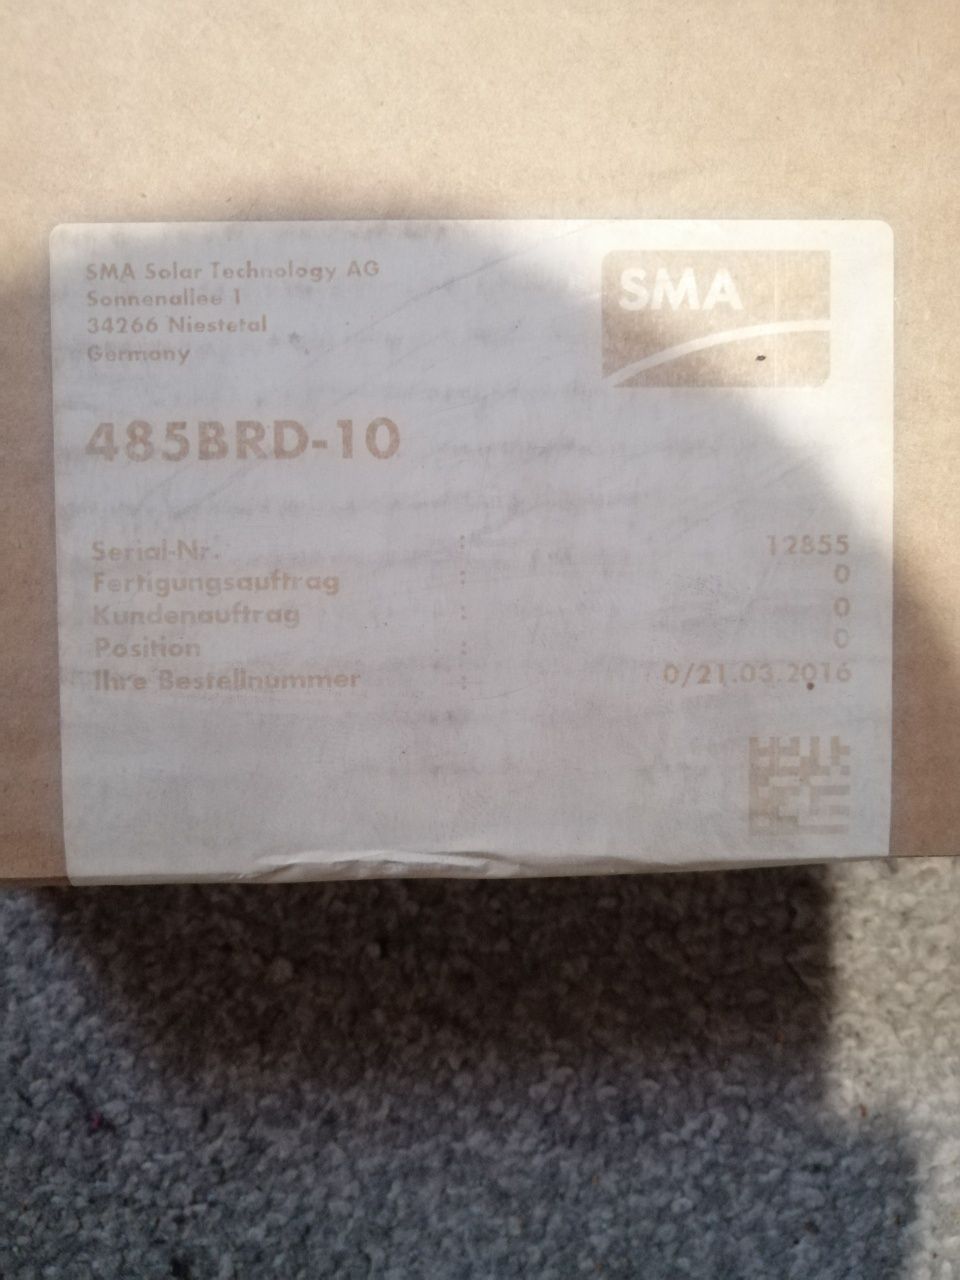 SMA Solar Technology AG
Sonnenallee 1
34266 Niestetal
Germany
SMA
485BRD-10
Serial-Nr. : 12855
Fertigungsauftrag : 0
Kundenauftrag : 0
Position : 0
Ihre Bestellnummer : 0/21.03.2016